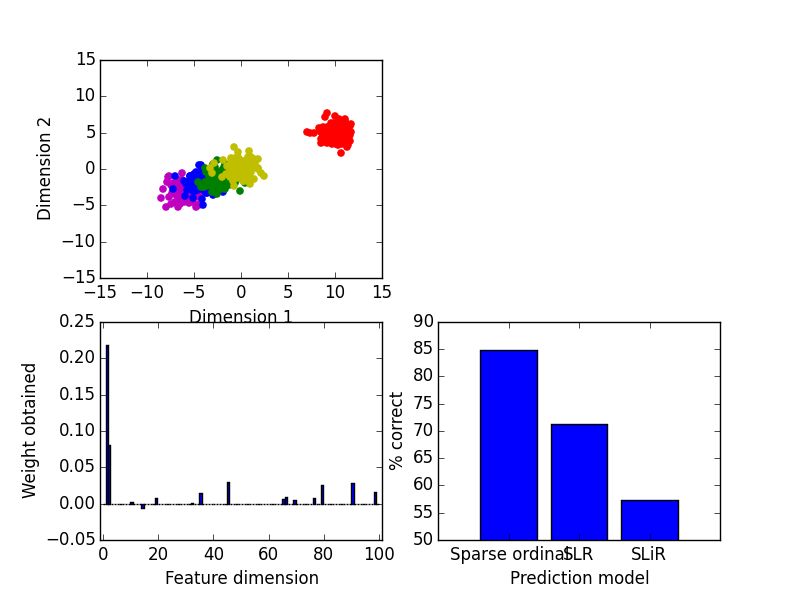 15
10
5
0
−5
−10
−15
Dimension 2
−15 −10 −5 0 5 10 15
Dimension 1
0.25
0.20
0.15
0.10
0.05
0.00
−0.05
Weight obtained
0 20 40 60 80 100
Feature dimension
90
85
80
75
70
65
60
55
50
% correct
Sparse ordinal SLR SLiR
Prediction model